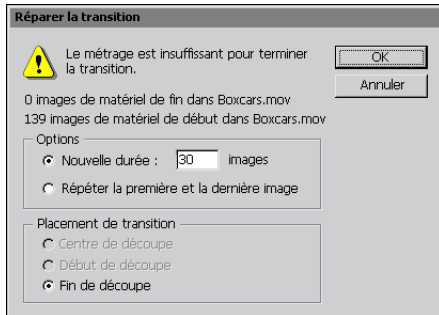 Réparer la transition
Le métrage est insuffisant pour terminer
la transition.
OK
Annuler
0 images de matériel de fin dans Boxcars.mov
139 images de matériel de début dans Boxcars.mov
Options
Nouvelle durée : 30 images
Répéter la première et la dernière image
Placement de transition
Centre de découpe
Début de découpe
Fin de découpe